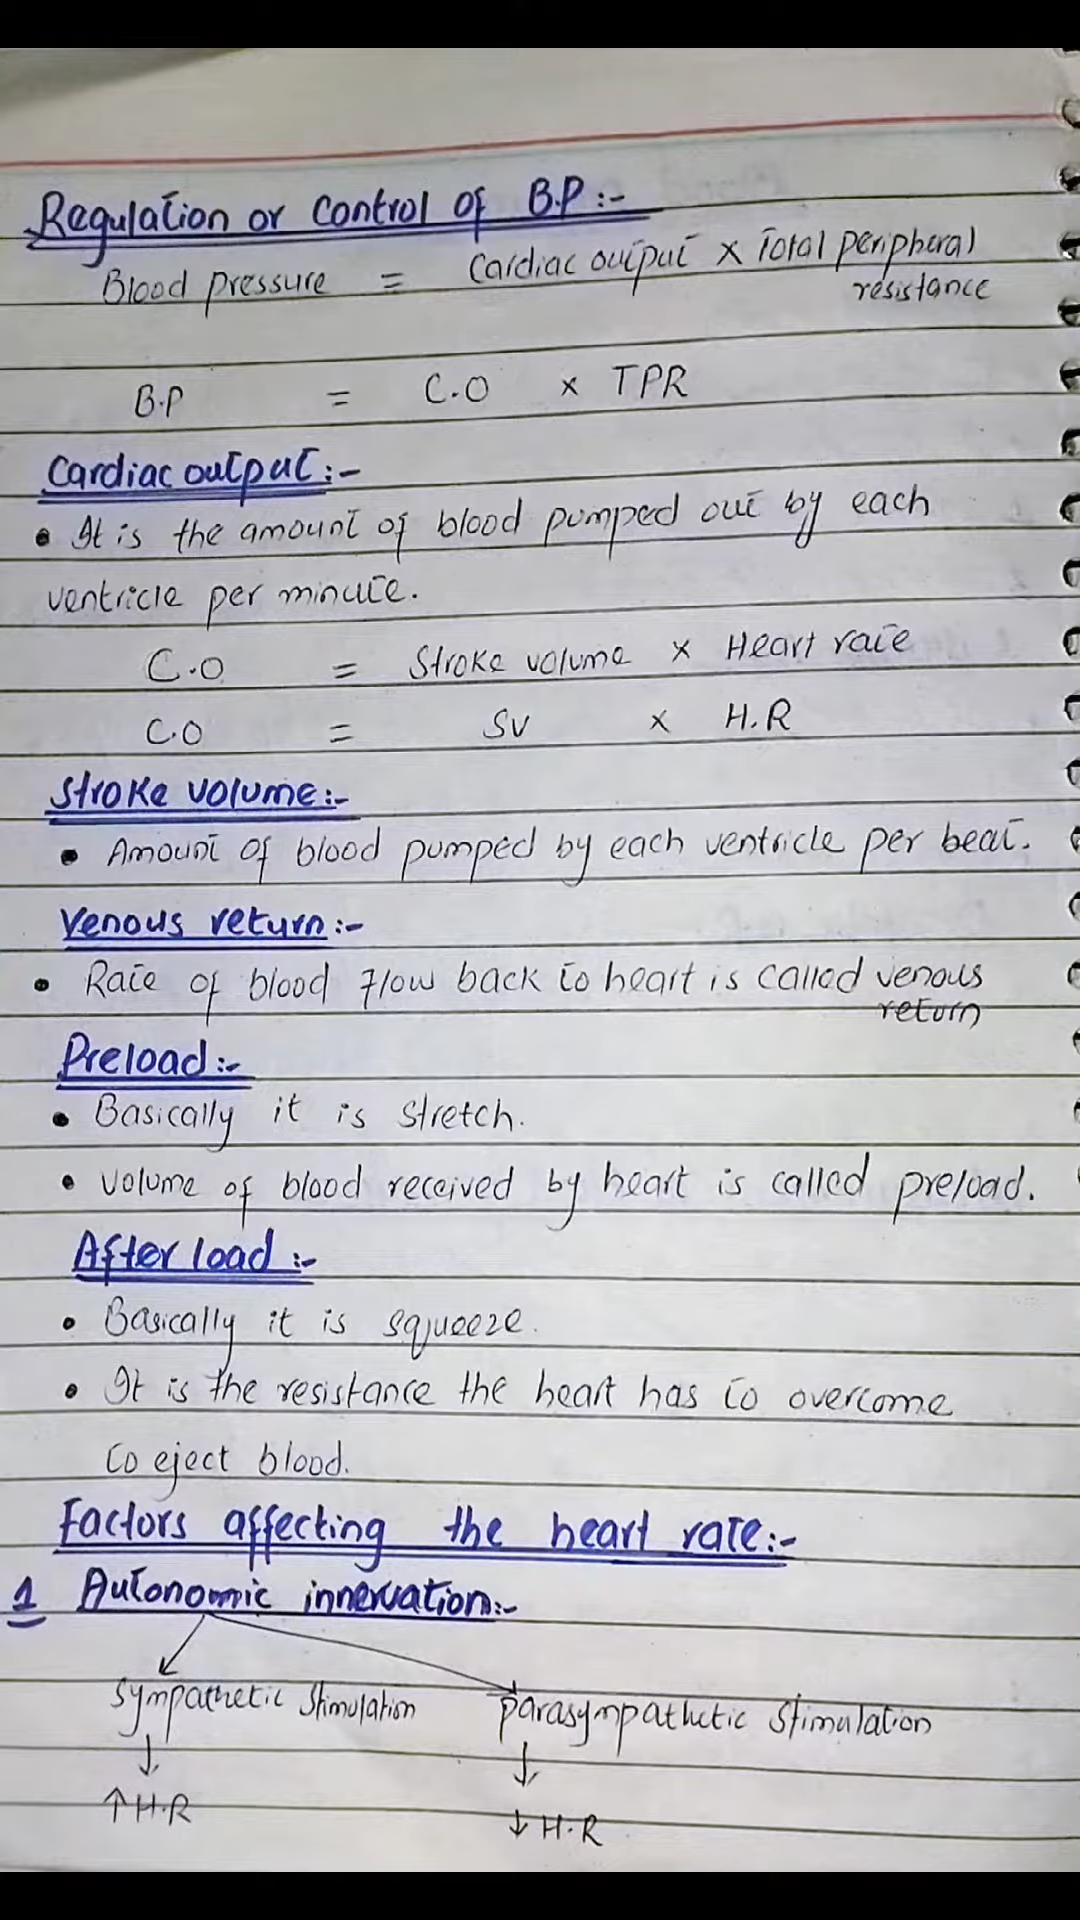 Regulation or control of B.P:-
Blood pressure = Cardiac output × Total peripheral
resistance
B.P = C.O × TPR
Cardiac output:-
• It is the amount of blood pumped out by each
ventricle per minute.
C.O = Stroke volume × Heart rate
C.O = SV × H.R
Stroke volume:-
• Amount of blood pumped by each ventricle per beat.
Venous return:-
• Rate of blood flow back to heart is called venous
return
Preload:-
• Basically it is stretch.
• volume of blood received by heart is called preload.
After load:-
• Basically it is squeeze.
• It is the resistance the heart has to overcome
to eject blood.
Factors affecting the heart rate:-
1 Autonomic innervation:-
Sympathetic stimulation parasympathetic stimulation
↓ ↓
↑ H.R ↓ H.R